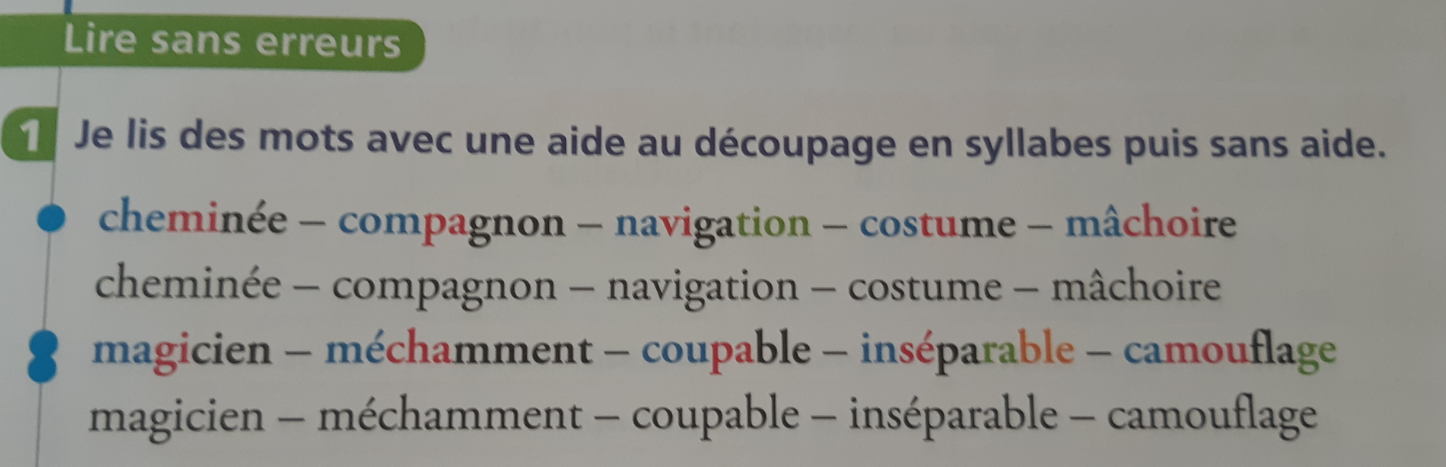 Lire sans erreurs
1 Je lis des mots avec une aide au découpage en syllabes puis sans aide.
cheminée – compagnon – navigation – costume – mâchoire
cheminée – compagnon – navigation – costume – mâchoire
magicien – méchamment – coupable – inséparable – camouflage
magicien – méchamment – coupable – inséparable – camouflage